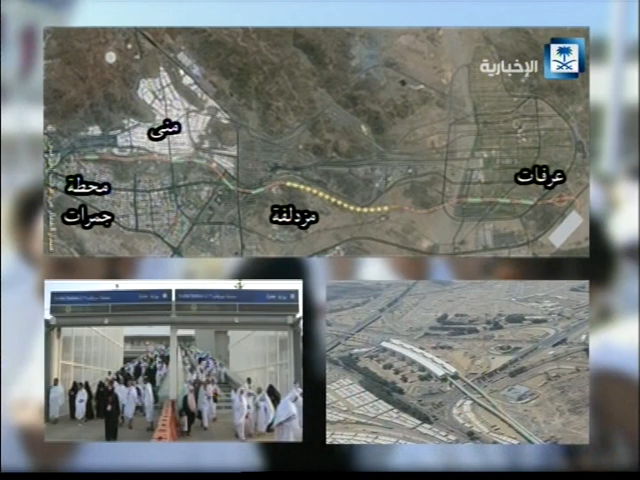 الإخبارية
منى
عرفات
محطة
جمرات
مزدلفة